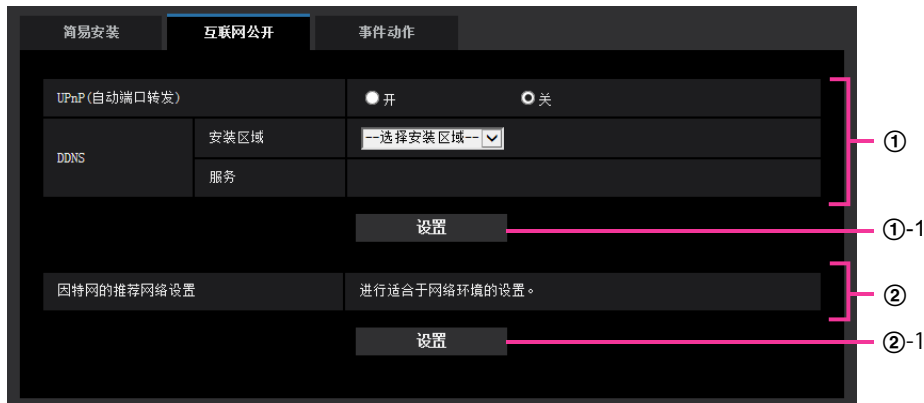 简易安装 互联网公开 事件动作
UPnP(自动端口转发) 开 关
DDNS 安装区域 --选择安装区域--
服务
①
设置 ①-1
因特网的推荐网络设置 进行适合于网络环境的设置。 ②
设置 ②-1